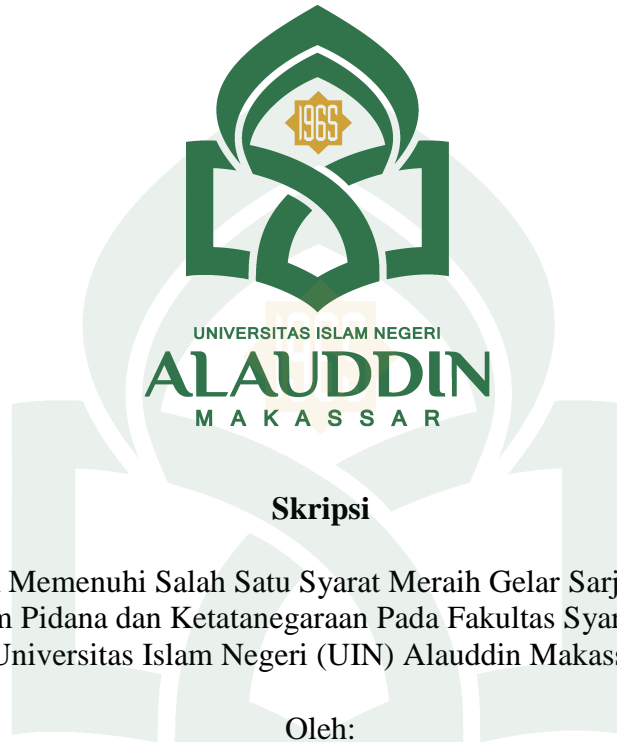 1965
UNIVERSITAS ISLAM NEGERI
ALAUDDIN
MAKASSAR
Skripsi
Memenuhi Salah Satu Syarat Meraih Gelar
Pidana dan Ketatanegaraan Pada Fakultas
Universitas Islam Negeri (UIN) Alauddin
Oleh: